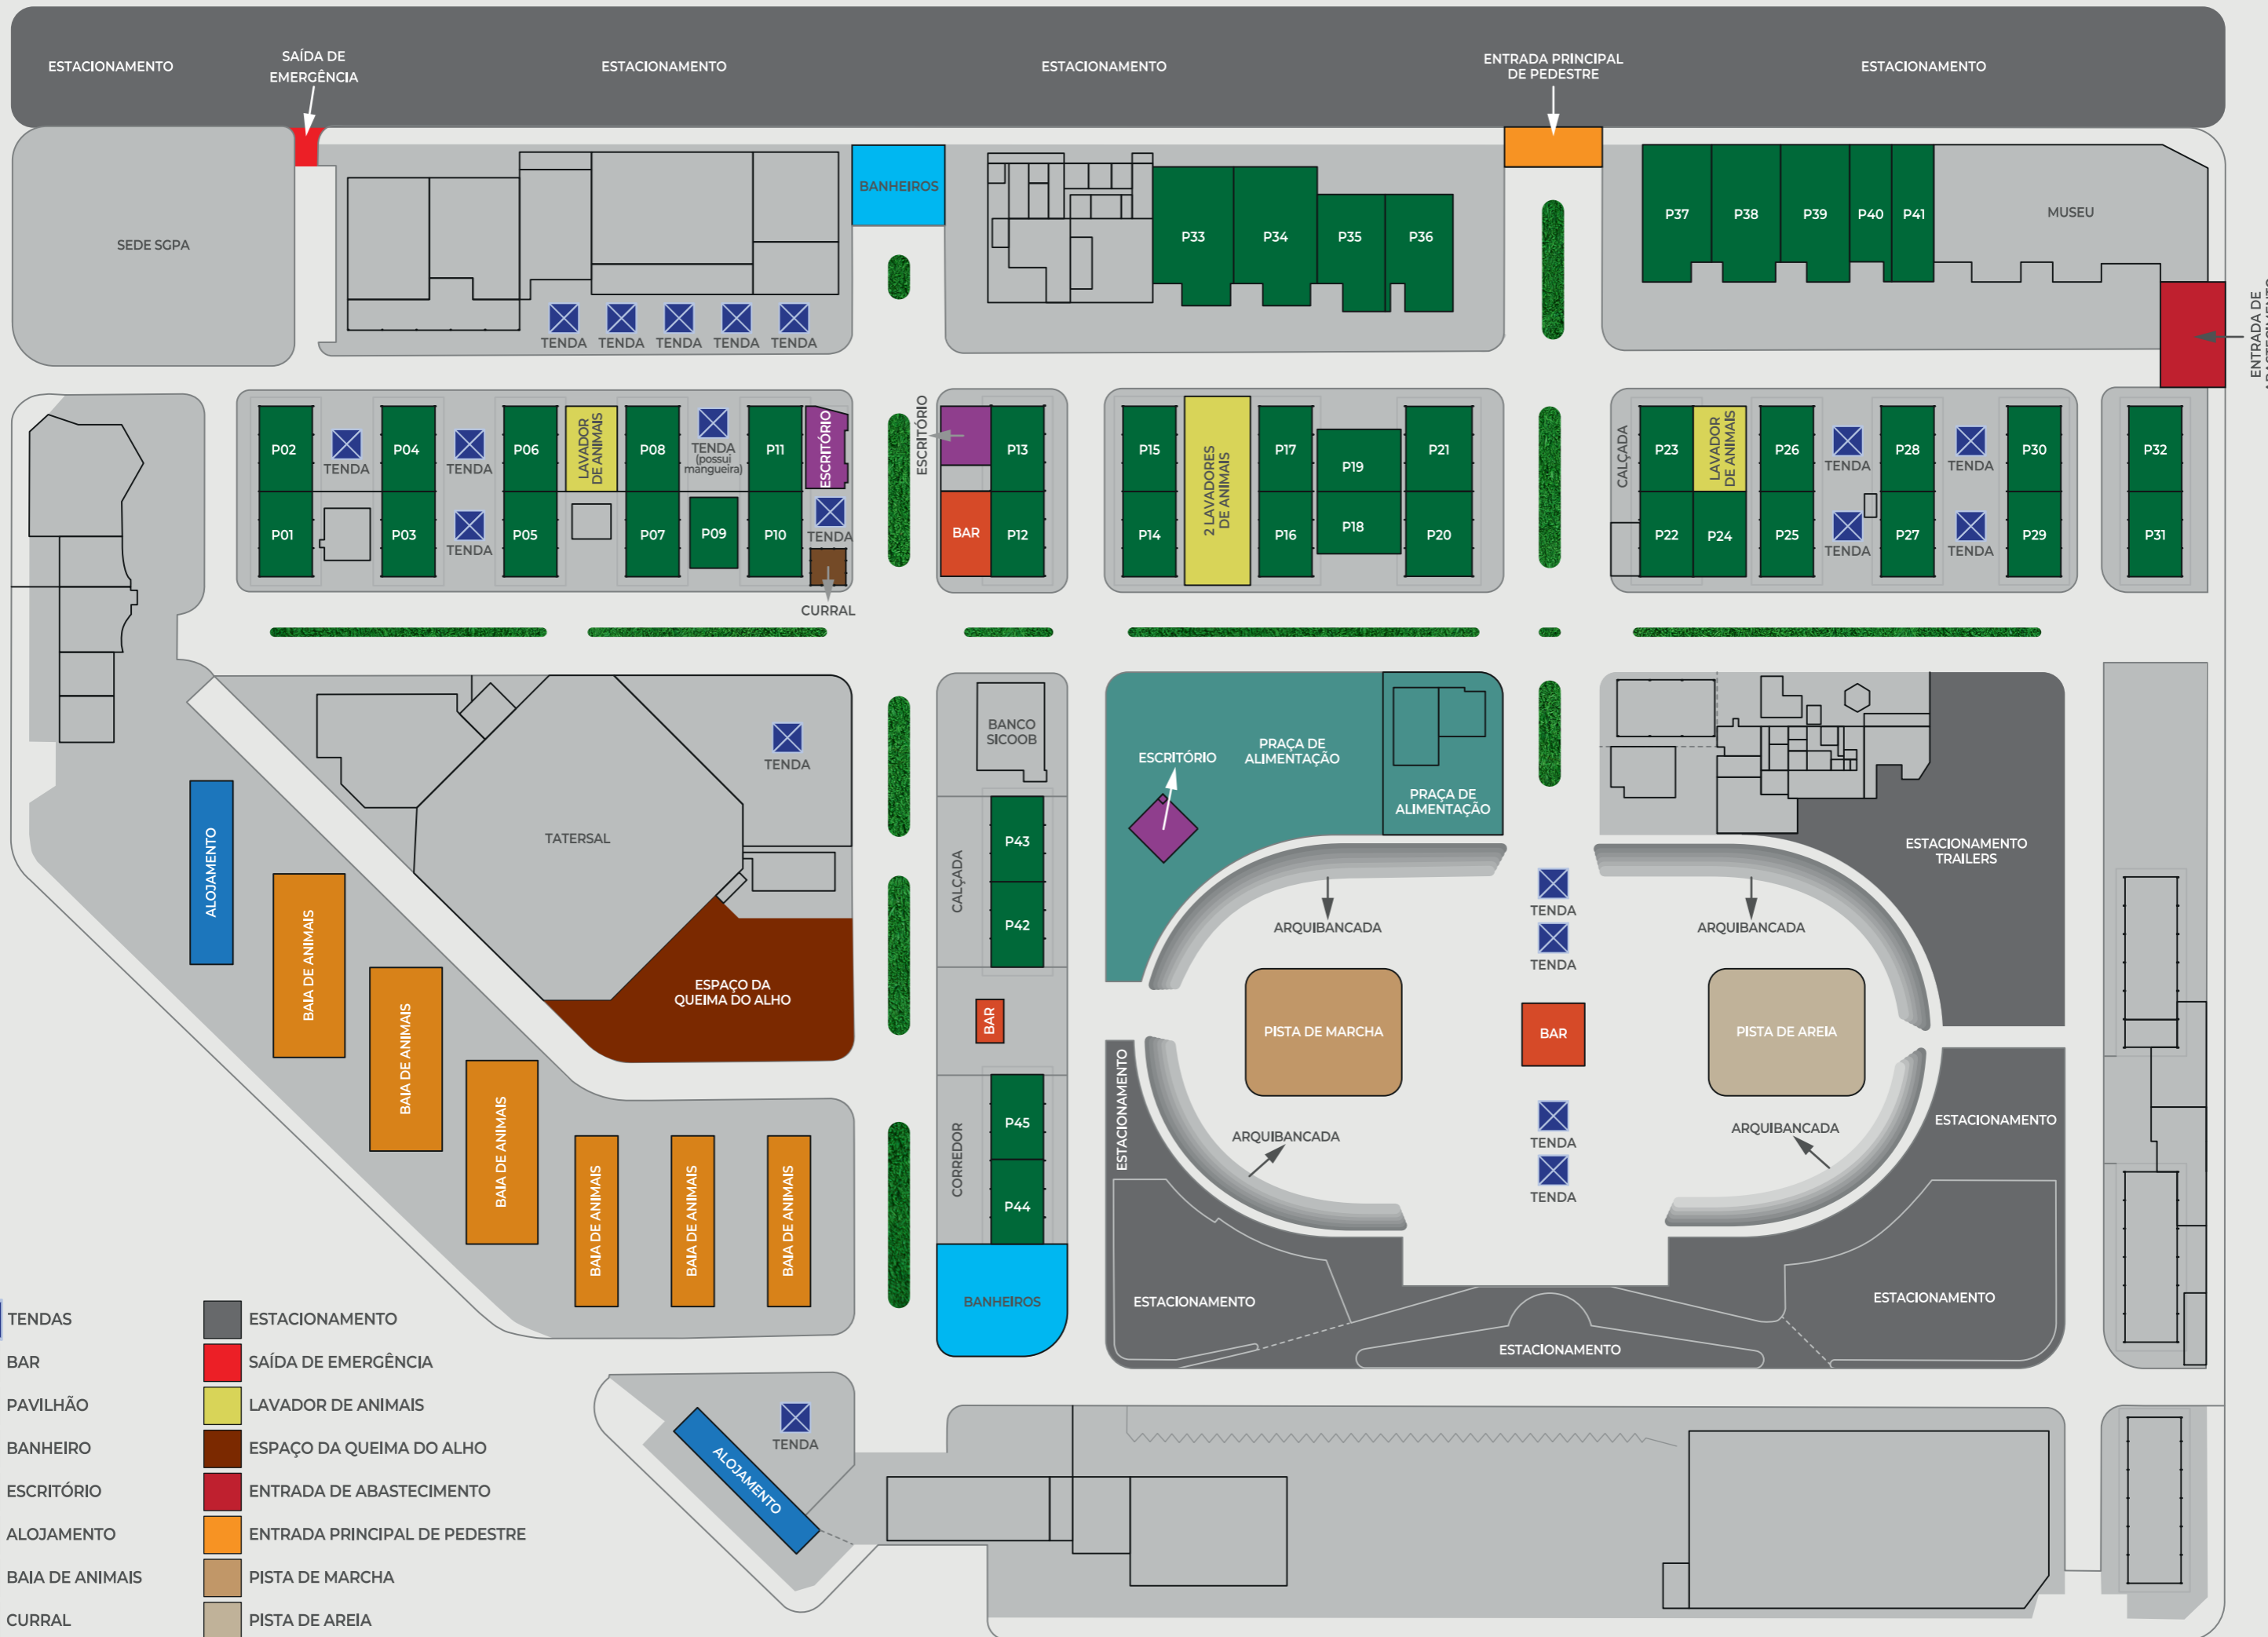 ESTACIONAMENTO
SAÍDA DE
EMERGÊNCIA
ESTACIONAMENTO
ESTACIONAMENTO
ENTRADA PRINCIPAL
DE PEDESTRE
ESTACIONAMENTO
SEDE SGPA
BANHEIROS
P33
P34
P35
P36
P37
P38
P39
P40
P41
MUSEU
ENTRADA DE
TENDA
TENDA
TENDA
TENDA
TENDA
P02
TENDA
P04
TENDA
P06
LAVADOR
DE ANIMAIS
P08
TENDA
(possui
mangueira)
P11
ESCRITÓRIO
ESCRITÓRIO
P13
P15
2 LAVADORES
DE ANIMAIS
P17
P19
P21
CALÇADA
P23
LAVADOR
DE ANIMAIS
P26
TENDA
P28
TENDA
P30
P32
P01
P03
TENDA
P05
P07
P09
P10
TENDA
CURRAL
BAR
P12
P14
P16
P18
P20
P22
P24
P25
TENDA
P27
TENDA
P29
P31
TENDA
BANCO
SICOOB
ESCRITÓRIO
PRAÇA DE
ALIMENTAÇÃO
PRAÇA DE
ALIMENTAÇÃO
TATERSAL
ALOJAMENTO
CALÇADA
P43
P42
ESTACIONAMENTO
TRAILERS
TENDA
TENDA
ARQUIBANCADA
ARQUIBANCADA
BAIA DE ANIMAIS
BAIA DE ANIMAIS
BAIA DE ANIMAIS
ESPAÇO DA
QUEIMA DO ALHO
BAR
PISTA DE MARCHA
BAR
PISTA DE AREIA
ESTACIONAMENTO
ESTACIONAMENTO
ARQUIBANCADA
ARQUIBANCADA
TENDA
TENDA
CORREDOR
P45
P44
BAIA DE ANIMAIS
BAIA DE ANIMAIS
BAIA DE ANIMAIS
BANHEIROS
ESTACIONAMENTO
ESTACIONAMENTO
ESTACIONAMENTO
TENDA
ALOJAMENTO
TENDAS
BAR
PAVILHÃO
BANHEIRO
ESCRITÓRIO
ALOJAMENTO
BAIA DE ANIMAIS
CURRAL
ESTACIONAMENTO
SAÍDA DE EMERGÊNCIA
LAVADOR DE ANIMAIS
ESPAÇO DA QUEIMA DO ALHO
ENTRADA DE ABASTECIMENTO
ENTRADA PRINCIPAL DE PEDESTRE
PISTA DE MARCHA
PISTA DE AREIA